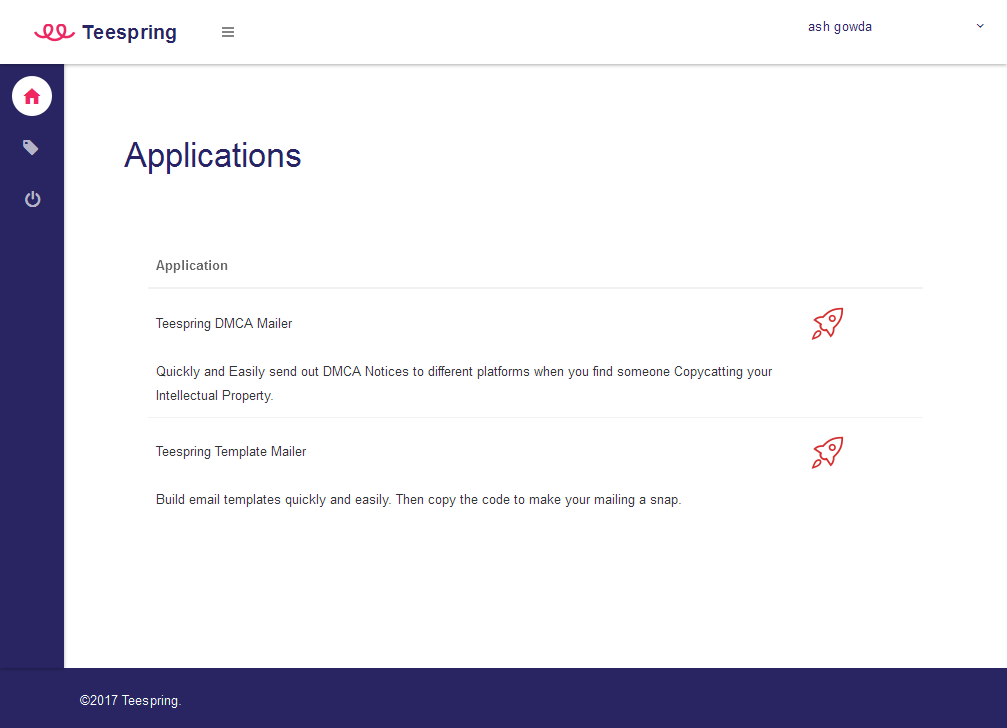 Teespring
ash gowda
Applications
Application
Teespring DMCA Mailer
Quickly and Easily send out DMCA Notices to different platforms when you find someone Copycatting your
Intellectual Property.
Teespring Template Mailer
Build email templates quickly and easily. Then copy the code to make your mailing a snap.
©2017 Teespring.